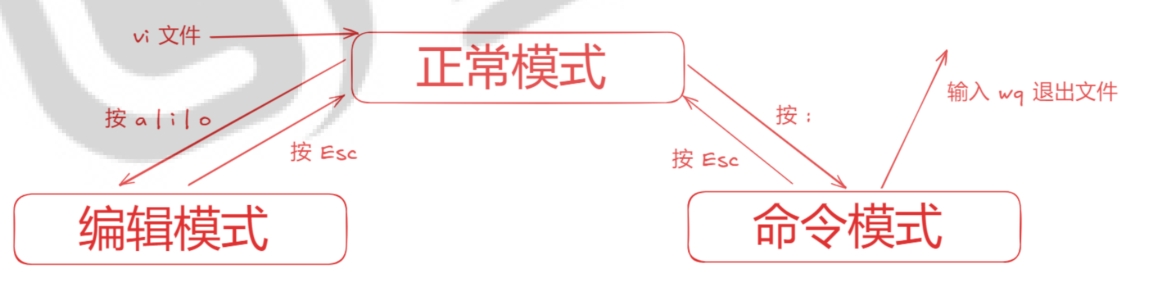 vi 文件
正常模式
输入 wq 退出文件
按 a | i | o
按 :
按 Esc
按 Esc
编辑模式
命令模式